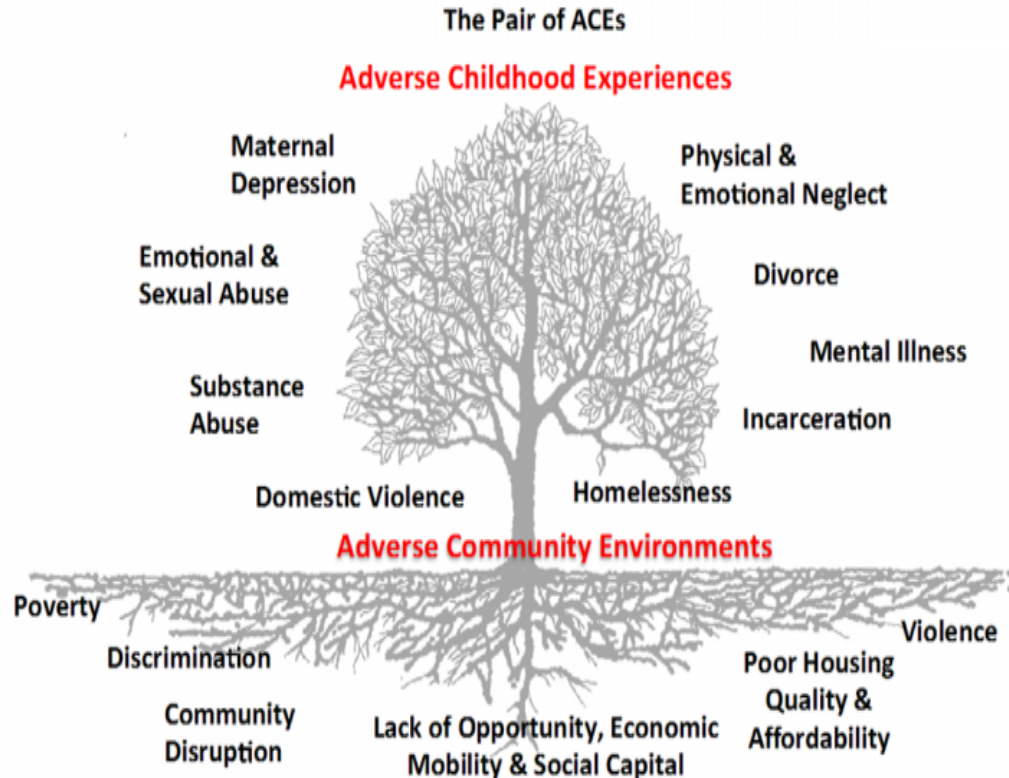 The Pair of ACEs
Adverse Childhood Experiences
Maternal
Depression
Physical &
Emotional Neglect
Emotional &
Sexual Abuse
Divorce
Mental Illness
Substance
Abuse
Incarceration
Domestic Violence
Homelessness
Adverse Community Environments
Poverty
Violence
Discrimination
Poor Housing
Quality &
Affordability
Community
Disruption
Lack of Opportunity, Economic
Mobility & Social Capital